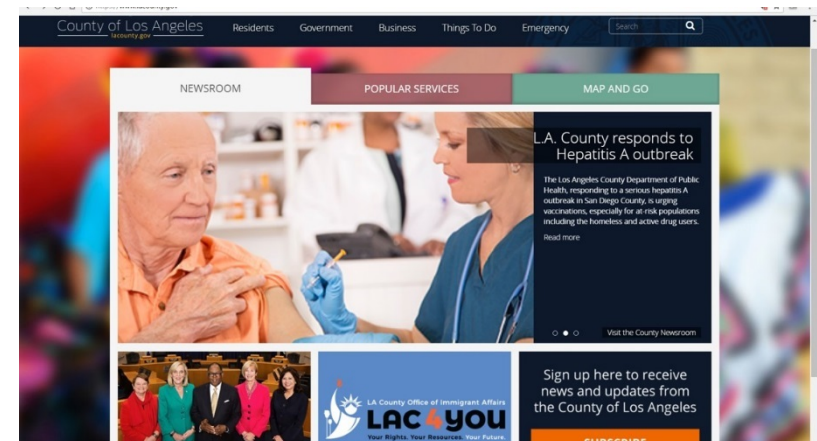 www.lacounty.gov
County of Los Angeles
lacounty.gov
Residents Government Business Things To Do Emergency Search
NEWSROOM POPULAR SERVICES MAP AND GO
L.A. County responds to
Hepatitis A outbreak
The Los Angeles County Department of Public
Health, responding to a serious hepatitis A
outbreak in San Diego County, is urging
vaccinations, especially for at-risk populations
including the homeless and active drug users.
Read more
Visit the County Newsroom
LA County Office of Immigrant Affairs
LAC4YOU
Your Rights. Your Resources. Your Future.
Sign up here to receive
news and updates from
the County of Los Angeles
SUBSCRIBE